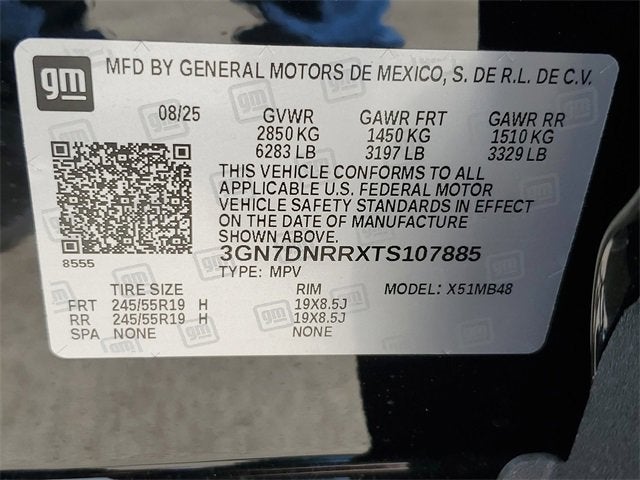 gm
MFD BY GENERAL MOTORS DE MEXICO, S. DE R.L. DE C.V.
08/25 GVWR GAWR FRT GAWR RR
2850 KG 1450 KG 1510 KG
6283 LB 3197 LB 3329 LB
THIS VEHICLE CONFORMS TO ALL
APPLICABLE U.S. FEDERAL MOTOR
VEHICLE SAFETY STANDARDS IN EFFECT
ON THE DATE OF MANUFACTURE
SHOWN ABOVE.
8555 3GN7DNRRXTS107885
TYPE: MPV
TIRE SIZE RIM MODEL: X51MB48
FRT 245/55R19 H 19X8.5J
RR 245/55R19 H 19X8.5J
SPA NONE NONE